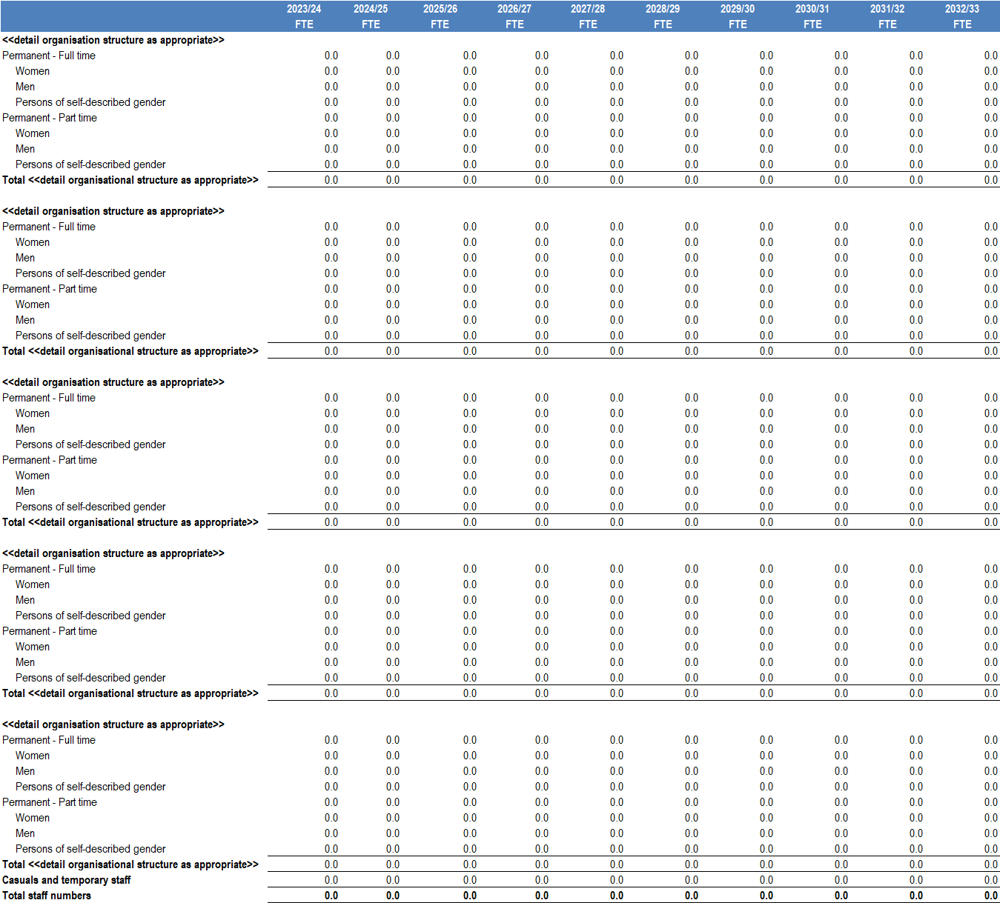 2023/24 2024/25 2025/26 2026/27 2027/28 2028/29 2029/30 2030/31 2031/32 2032/33
FTE FTE FTE FTE FTE FTE FTE FTE FTE FTE
<<detail organisation structure as appropriate>>
Permanent - Full time 0.0 0.0 0.0 0.0 0.0 0.0 0.0 0.0 0.0 0.0
Women 0.0 0.0 0.0 0.0 0.0 0.0 0.0 0.0 0.0 0.0
Men 0.0 0.0 0.0 0.0 0.0 0.0 0.0 0.0 0.0 0.0
Persons of self-described gender 0.0 0.0 0.0 0.0 0.0 0.0 0.0 0.0 0.0 0.0
Permanent - Part time 0.0 0.0 0.0 0.0 0.0 0.0 0.0 0.0 0.0 0.0
Women 0.0 0.0 0.0 0.0 0.0 0.0 0.0 0.0 0.0 0.0
Men 0.0 0.0 0.0 0.0 0.0 0.0 0.0 0.0 0.0 0.0
Persons of self-described gender 0.0 0.0 0.0 0.0 0.0 0.0 0.0 0.0 0.0 0.0
Total <<detail organisational structure as appropriate>> 0.0 0.0 0.0 0.0 0.0 0.0 0.0 0.0 0.0 0.0
<<detail organisation structure as appropriate>>
Permanent - Full time 0.0 0.0 0.0 0.0 0.0 0.0 0.0 0.0 0.0 0.0
Women 0.0 0.0 0.0 0.0 0.0 0.0 0.0 0.0 0.0 0.0
Men 0.0 0.0 0.0 0.0 0.0 0.0 0.0 0.0 0.0 0.0
Persons of self-described gender 0.0 0.0 0.0 0.0 0.0 0.0 0.0 0.0 0.0 0.0
Permanent - Part time 0.0 0.0 0.0 0.0 0.0 0.0 0.0 0.0 0.0 0.0
Women 0.0 0.0 0.0 0.0 0.0 0.0 0.0 0.0 0.0 0.0
Men 0.0 0.0 0.0 0.0 0.0 0.0 0.0 0.0 0.0 0.0
Persons of self-described gender 0.0 0.0 0.0 0.0 0.0 0.0 0.0 0.0 0.0 0.0
Total <<detail organisational structure as appropriate>> 0.0 0.0 0.0 0.0 0.0 0.0 0.0 0.0 0.0 0.0
<<detail organisation structure as appropriate>>
Permanent - Full time 0.0 0.0 0.0 0.0 0.0 0.0 0.0 0.0 0.0 0.0
Women 0.0 0.0 0.0 0.0 0.0 0.0 0.0 0.0 0.0 0.0
Men 0.0 0.0 0.0 0.0 0.0 0.0 0.0 0.0 0.0 0.0
Persons of self-described gender 0.0 0.0 0.0 0.0 0.0 0.0 0.0 0.0 0.0 0.0
Permanent - Part time 0.0 0.0 0.0 0.0 0.0 0.0 0.0 0.0 0.0 0.0
Women 0.0 0.0 0.0 0.0 0.0 0.0 0.0 0.0 0.0 0.0
Men 0.0 0.0 0.0 0.0 0.0 0.0 0.0 0.0 0.0 0.0
Persons of self-described gender 0.0 0.0 0.0 0.0 0.0 0.0 0.0 0.0 0.0 0.0
Total <<detail organisational structure as appropriate>> 0.0 0.0 0.0 0.0 0.0 0.0 0.0 0.0 0.0 0.0
<<detail organisation structure as appropriate>>
Permanent - Full time 0.0 0.0 0.0 0.0 0.0 0.0 0.0 0.0 0.0 0.0
Women 0.0 0.0 0.0 0.0 0.0 0.0 0.0 0.0 0.0 0.0
Men 0.0 0.0 0.0 0.0 0.0 0.0 0.0 0.0 0.0 0.0
Persons of self-described gender 0.0 0.0 0.0 0.0 0.0 0.0 0.0 0.0 0.0 0.0
Permanent - Part time 0.0 0.0 0.0 0.0 0.0 0.0 0.0 0.0 0.0 0.0
Women 0.0 0.0 0.0 0.0 0.0 0.0 0.0 0.0 0.0 0.0
Men 0.0 0.0 0.0 0.0 0.0 0.0 0.0 0.0 0.0 0.0
Persons of self-described gender 0.0 0.0 0.0 0.0 0.0 0.0 0.0 0.0 0.0 0.0
Total <<detail organisational structure as appropriate>> 0.0 0.0 0.0 0.0 0.0 0.0 0.0 0.0 0.0 0.0
<<detail organisation structure as appropriate>>
Permanent - Full time 0.0 0.0 0.0 0.0 0.0 0.0 0.0 0.0 0.0 0.0
Women 0.0 0.0 0.0 0.0 0.0 0.0 0.0 0.0 0.0 0.0
Men 0.0 0.0 0.0 0.0 0.0 0.0 0.0 0.0 0.0 0.0
Persons of self-described gender 0.0 0.0 0.0 0.0 0.0 0.0 0.0 0.0 0.0 0.0
Permanent - Part time 0.0 0.0 0.0 0.0 0.0 0.0 0.0 0.0 0.0 0.0
Women 0.0 0.0 0.0 0.0 0.0 0.0 0.0 0.0 0.0 0.0
Men 0.0 0.0 0.0 0.0 0.0 0.0 0.0 0.0 0.0 0.0
Persons of self-described gender 0.0 0.0 0.0 0.0 0.0 0.0 0.0 0.0 0.0 0.0
Total <<detail organisational structure as appropriate>> 0.0 0.0 0.0 0.0 0.0 0.0 0.0 0.0 0.0 0.0
Casuals and temporary staff 0.0 0.0 0.0 0.0 0.0 0.0 0.0 0.0 0.0 0.0
Total staff numbers 0.0 0.0 0.0 0.0 0.0 0.0 0.0 0.0 0.0 0.0